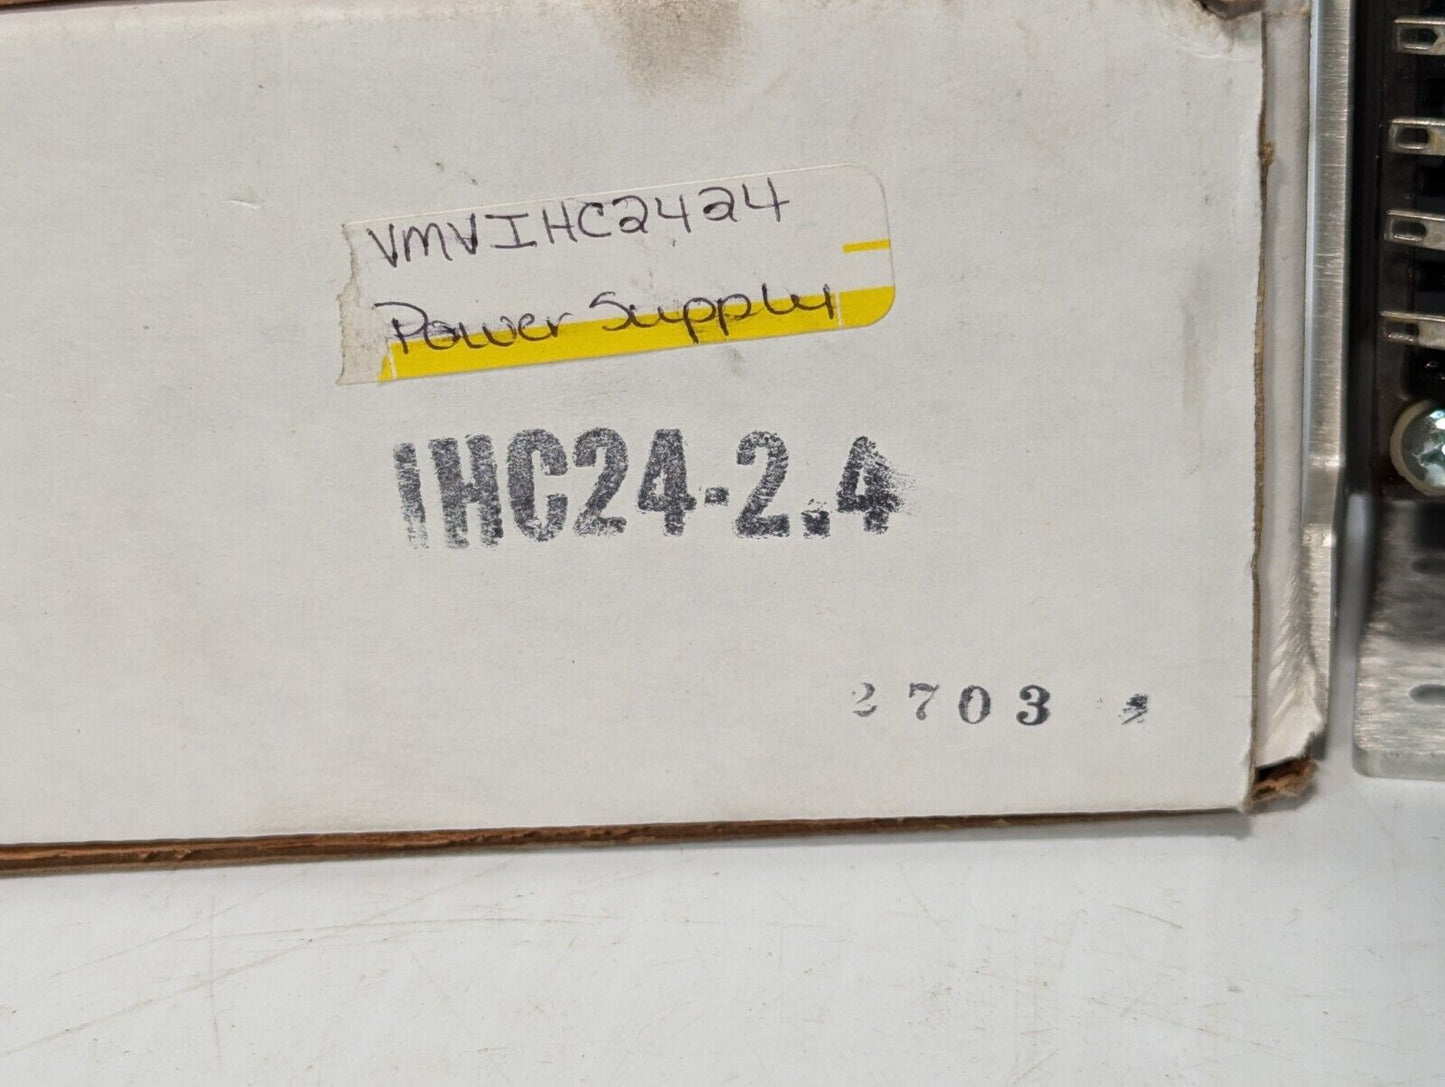 VMVIHC2424
Power Supply
IHC24-2.4
2703